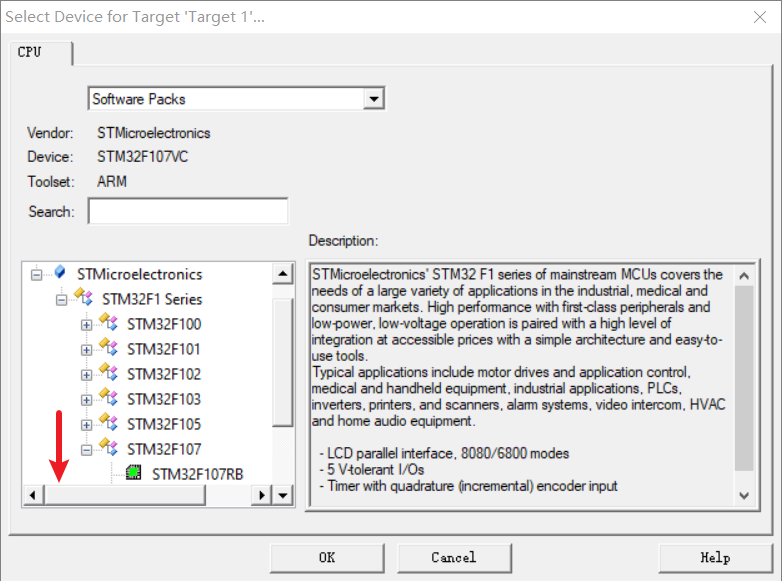 Select Device for Target 'Target 1'...
CPU
Software Packs
Vendor: STMicroelectronics
Device: STM32F107VC
Toolset: ARM
Search:
STMicroelectronics
STM32F1 Series
STM32F100
STM32F101
STM32F102
STM32F103
STM32F105
STM32F107
STM32F107RB
Description:
STMicroelectronics' STM32 F1 series of mainstream MCUs covers the
needs of a large variety of applications in the industrial, medical and
consumer markets. High performance with first-class peripherals and
low-power, low-voltage operation is paired with a high level of
integration at accessible prices with a simple architecture and easy-to-
use tools.
Typical applications include motor drives and application control,
medical and handheld equipment, industrial applications, PLCs,
inverters, printers, and scanners, alarm systems, video intercom, HVAC
and home audio equipment.
- LCD parallel interface, 8080/6800 modes
- 5 V-tolerant I/Os
- Timer with quadrature (incremental) encoder input
OK
Cancel
Help